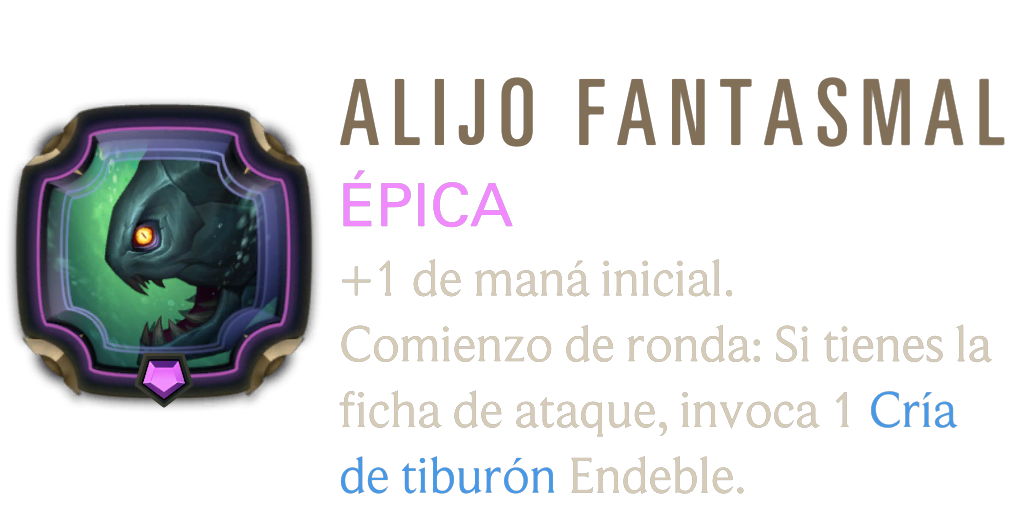 ALIJO FANTASMAL
ÉPICA
+1 de maná inicial.
Comienzo de ronda: Si tienes la
ficha de ataque, invoca 1 Cría
de tiburón Endeble.